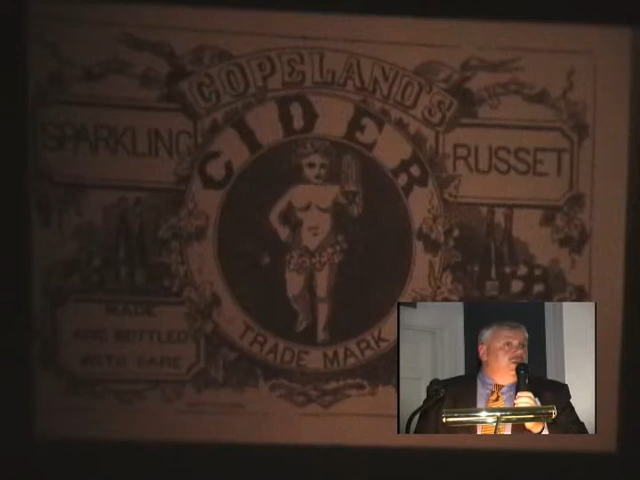 COPELAND'S
CIDER
SPARKLING
RUSSET
TRADE MARK
MADE
AND BOTTLED
WITH CARE